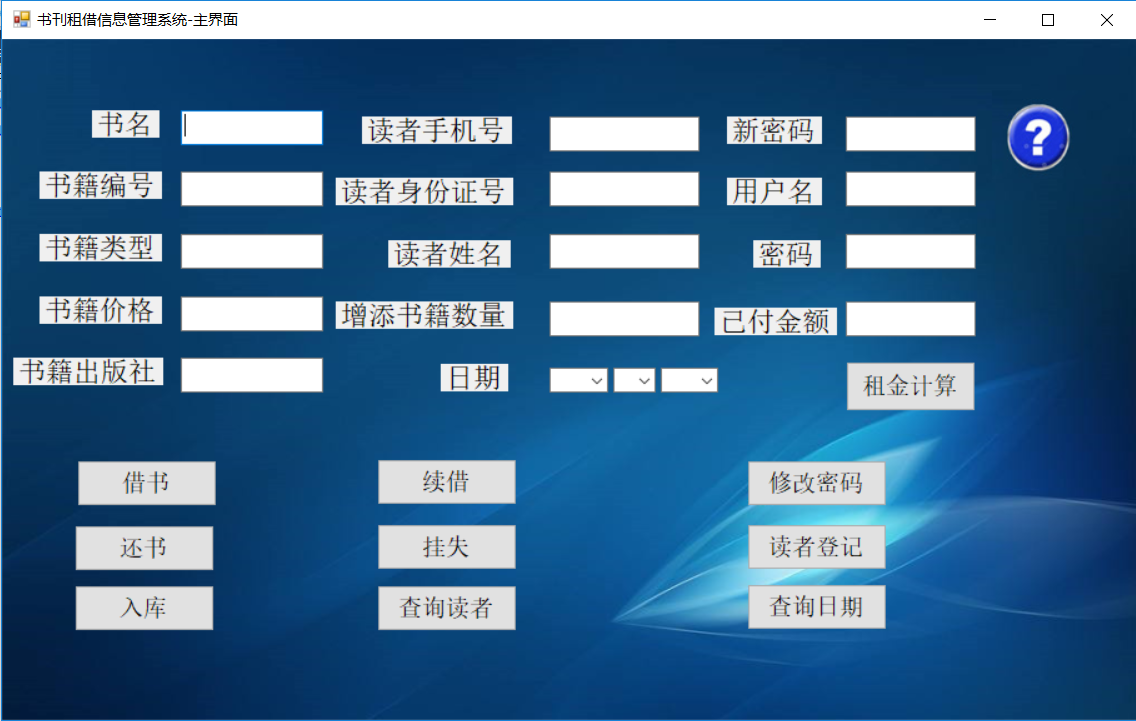 书刊租借信息管理系统-主界面
书名 读者手机号 新密码 ?
书籍编号 读者身份证号 用户名
书籍类型 读者姓名 密码
书籍价格 增添书籍数量 已付金额
书籍出版社 日期 租金计算
借书 续借 修改密码
还书 挂失 读者登记
入库 查询读者 查询日期